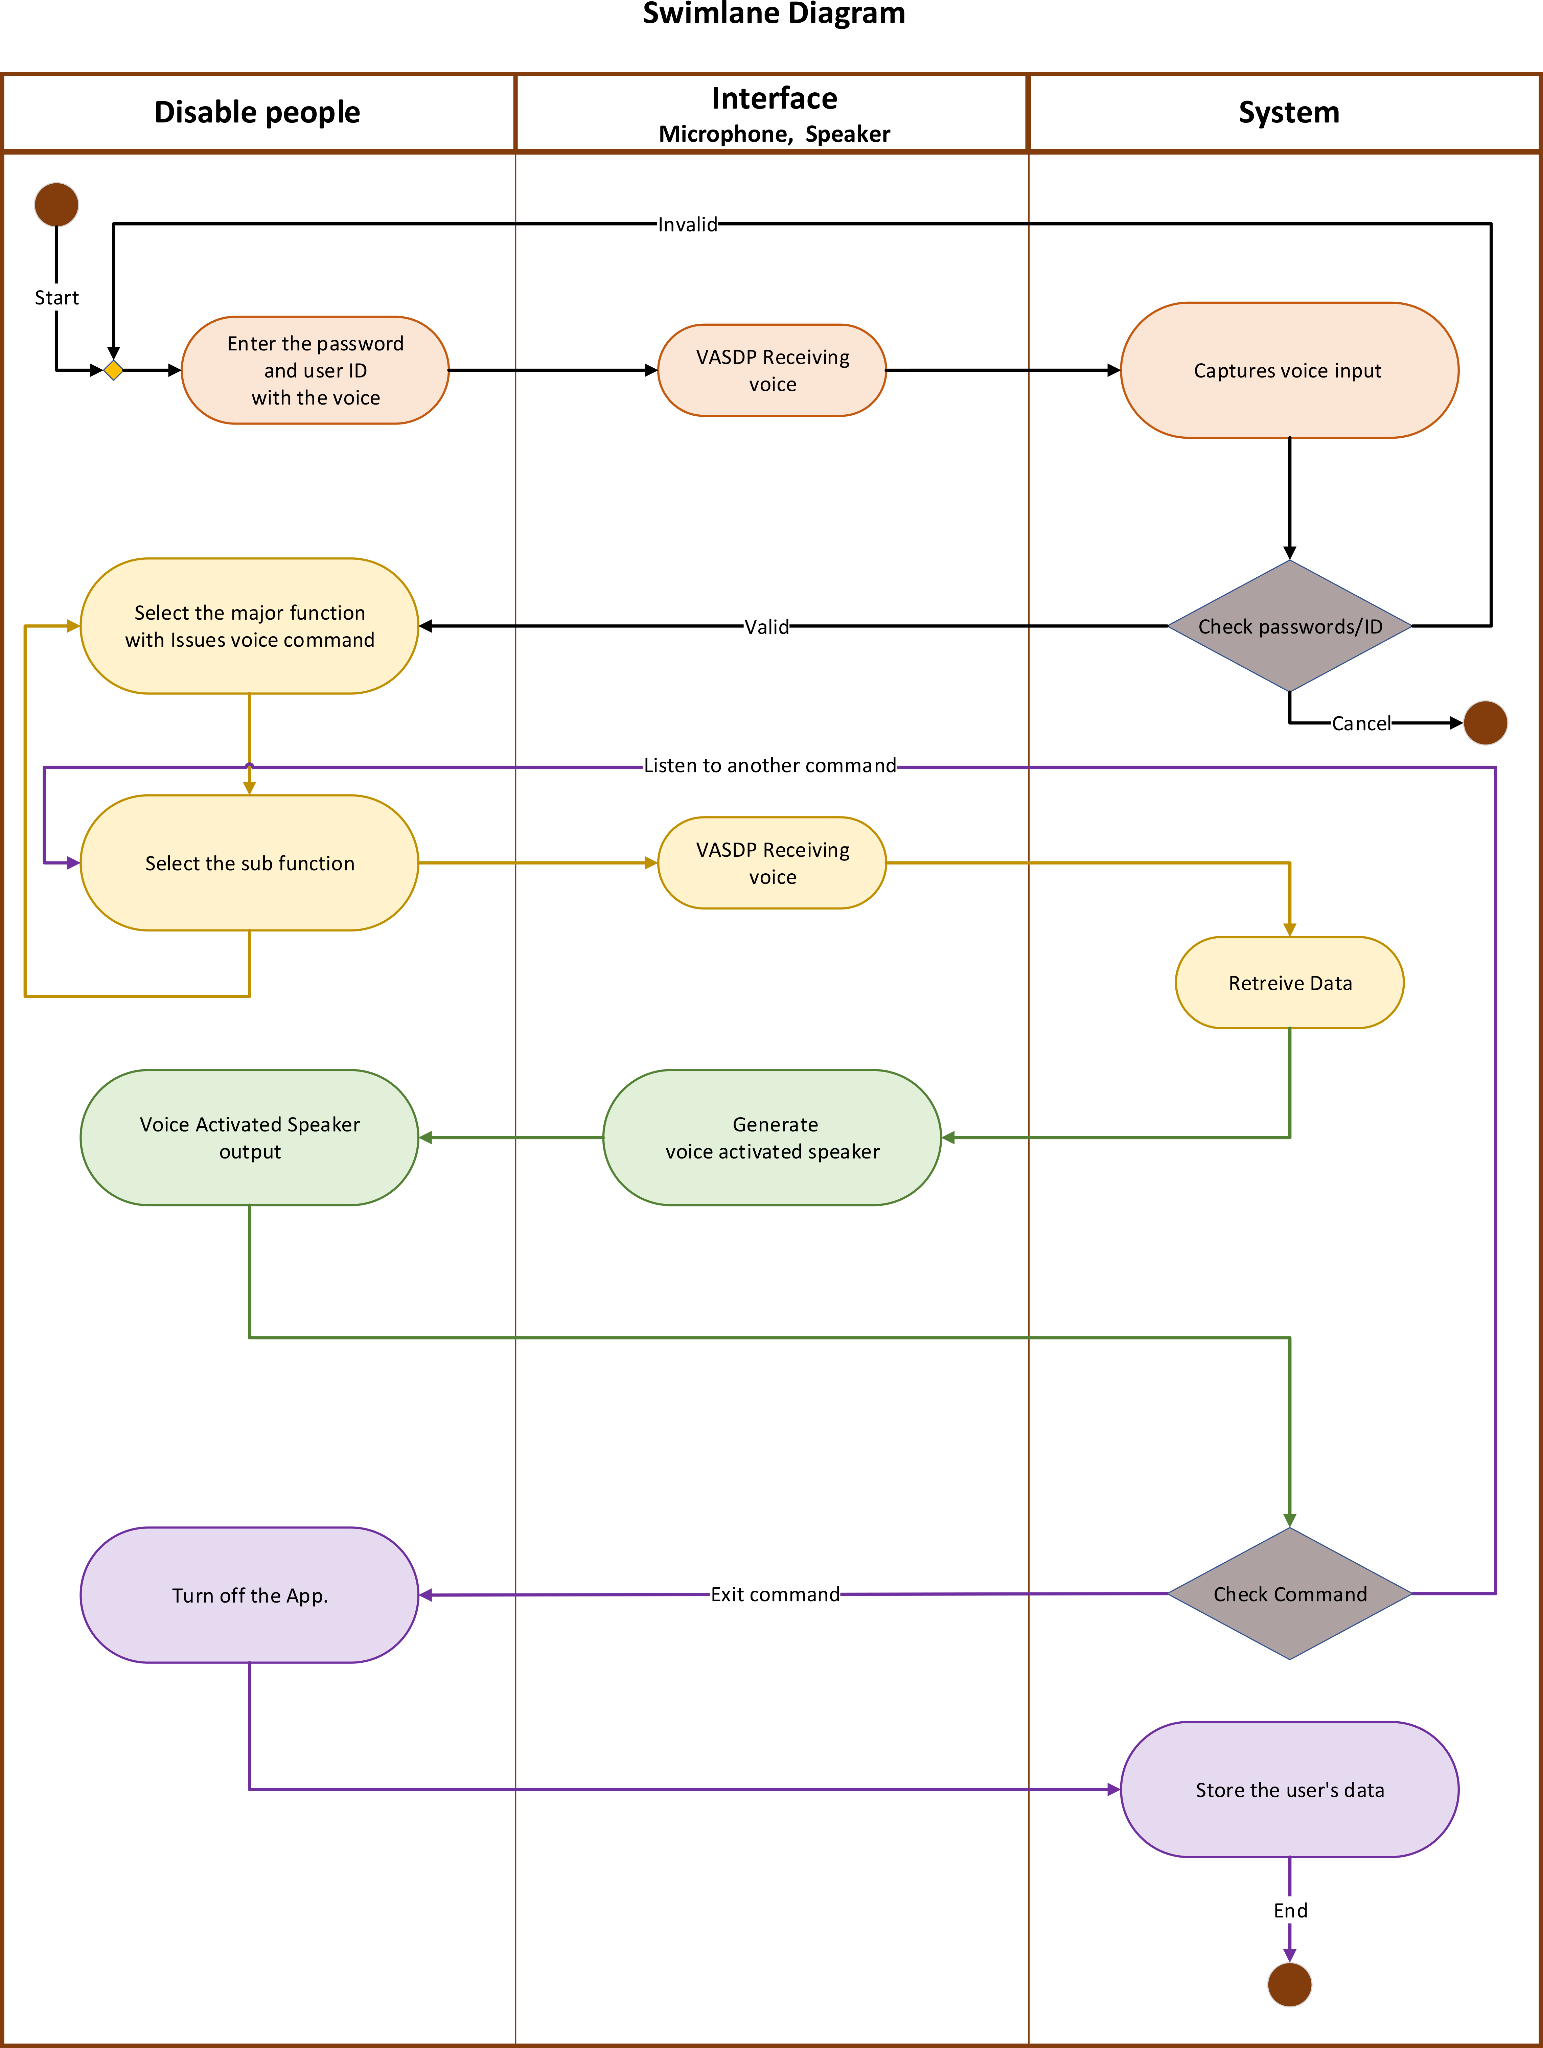 Swimlane Diagram
Disable people
Interface
Microphone, Speaker
System
Invalid
Start
Enter the password
and user ID
with the voice
VASDP Receiving
voice
Captures voice input
Select the major function
with Issues voice command
Valid
Check passwords/ID
Cancel
Listen to another command
Select the sub function
VASDP Receiving
voice
Retreive Data
Voice Activated Speaker
output
Generate
voice activated speaker
Turn off the App.
Exit command
Check Command
Store the user's data
End